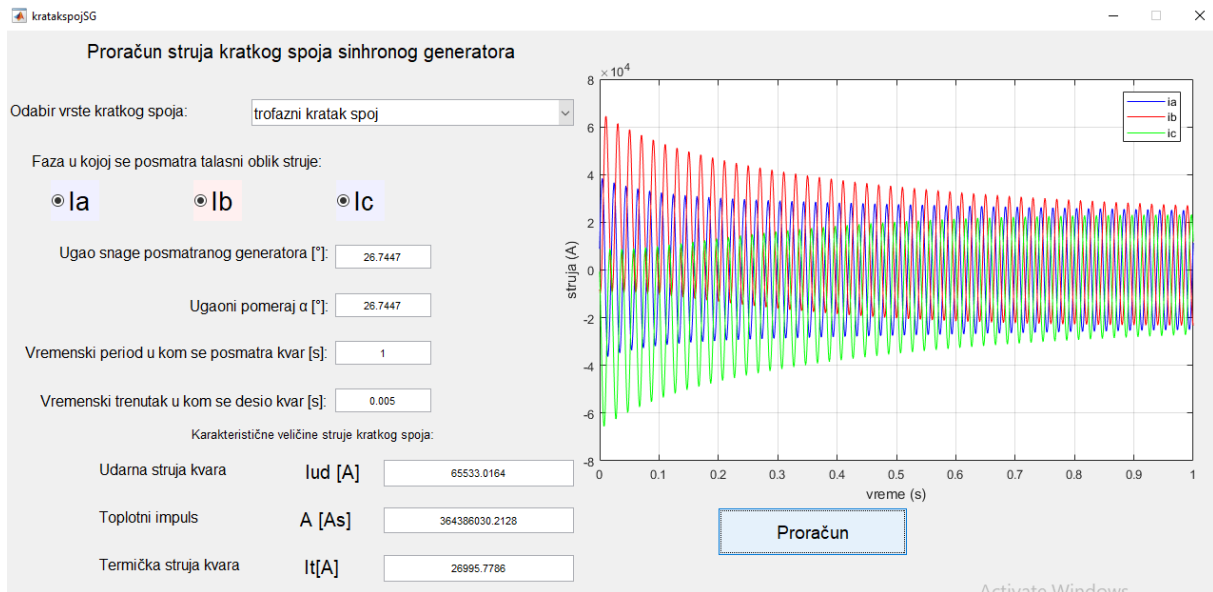 kratakspojSG
Proračun struja kratkog spoja sinhronog generatora
Odabir vrste kratkog spoja:
trofazni kratak spoj
Faza u kojoj se posmatra talasni oblik struje:
Ia
Ib
Ic
Ugao snage posmatranog generatora [°]:
26.7447
Ugaoni pomeraj α [°]:
26.7447
Vremenski period u kom se posmatra kvar [s]:
1
Vremenski trenutak u kom se desio kvar [s]:
0.005
Karakteristične veličine struje kratkog spoja:
Udarna struja kvara
Iud [A]
65533.0164
Toplotni impuls
A [As]
364386030.2128
Termička struja kvara
It[A]
26995.7786
×10^4
8
6
4
2
0
-2
-4
-6
-8
struja (A)
ia
ib
ic
0 0.1 0.2 0.3 0.4 0.5 0.6 0.7 0.8 0.9 1
vreme (s)
Proračun
Activate Windows